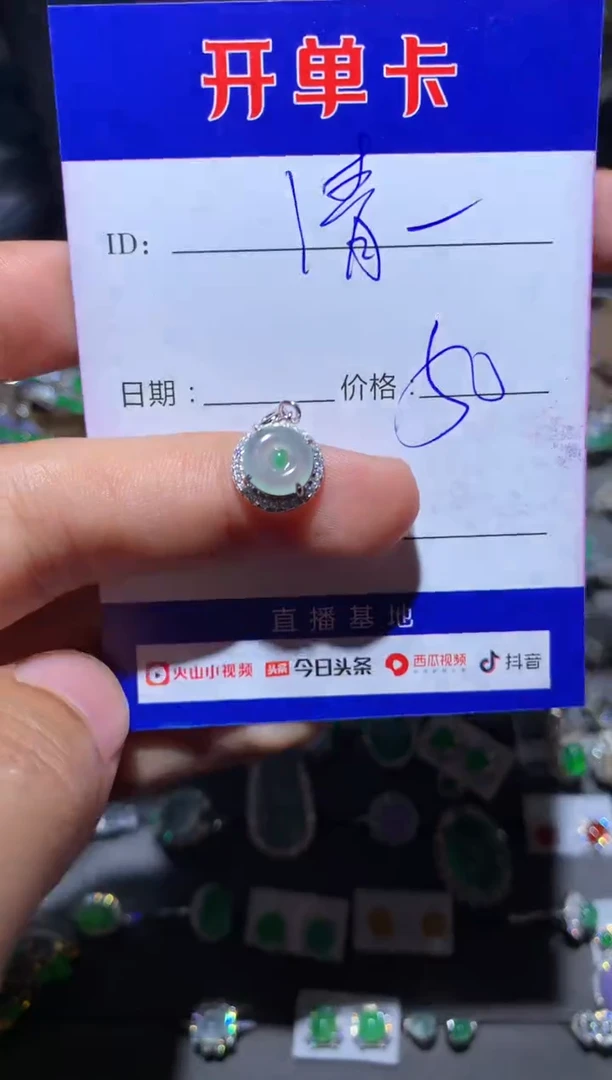 开单卡
ID: 清一
日期: 价格: 50
直播基地
火山小视频 头条 今日头条 西瓜视频 抖音